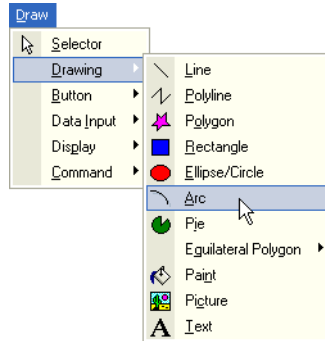 Draw
Selector
Drawing
Button
Data Input
Display
Command
Line
Polyline
Polygon
Rectangle
Ellipse/Circle
Arc
Pie
Equilateral Polygon
Paint
Picture
Text